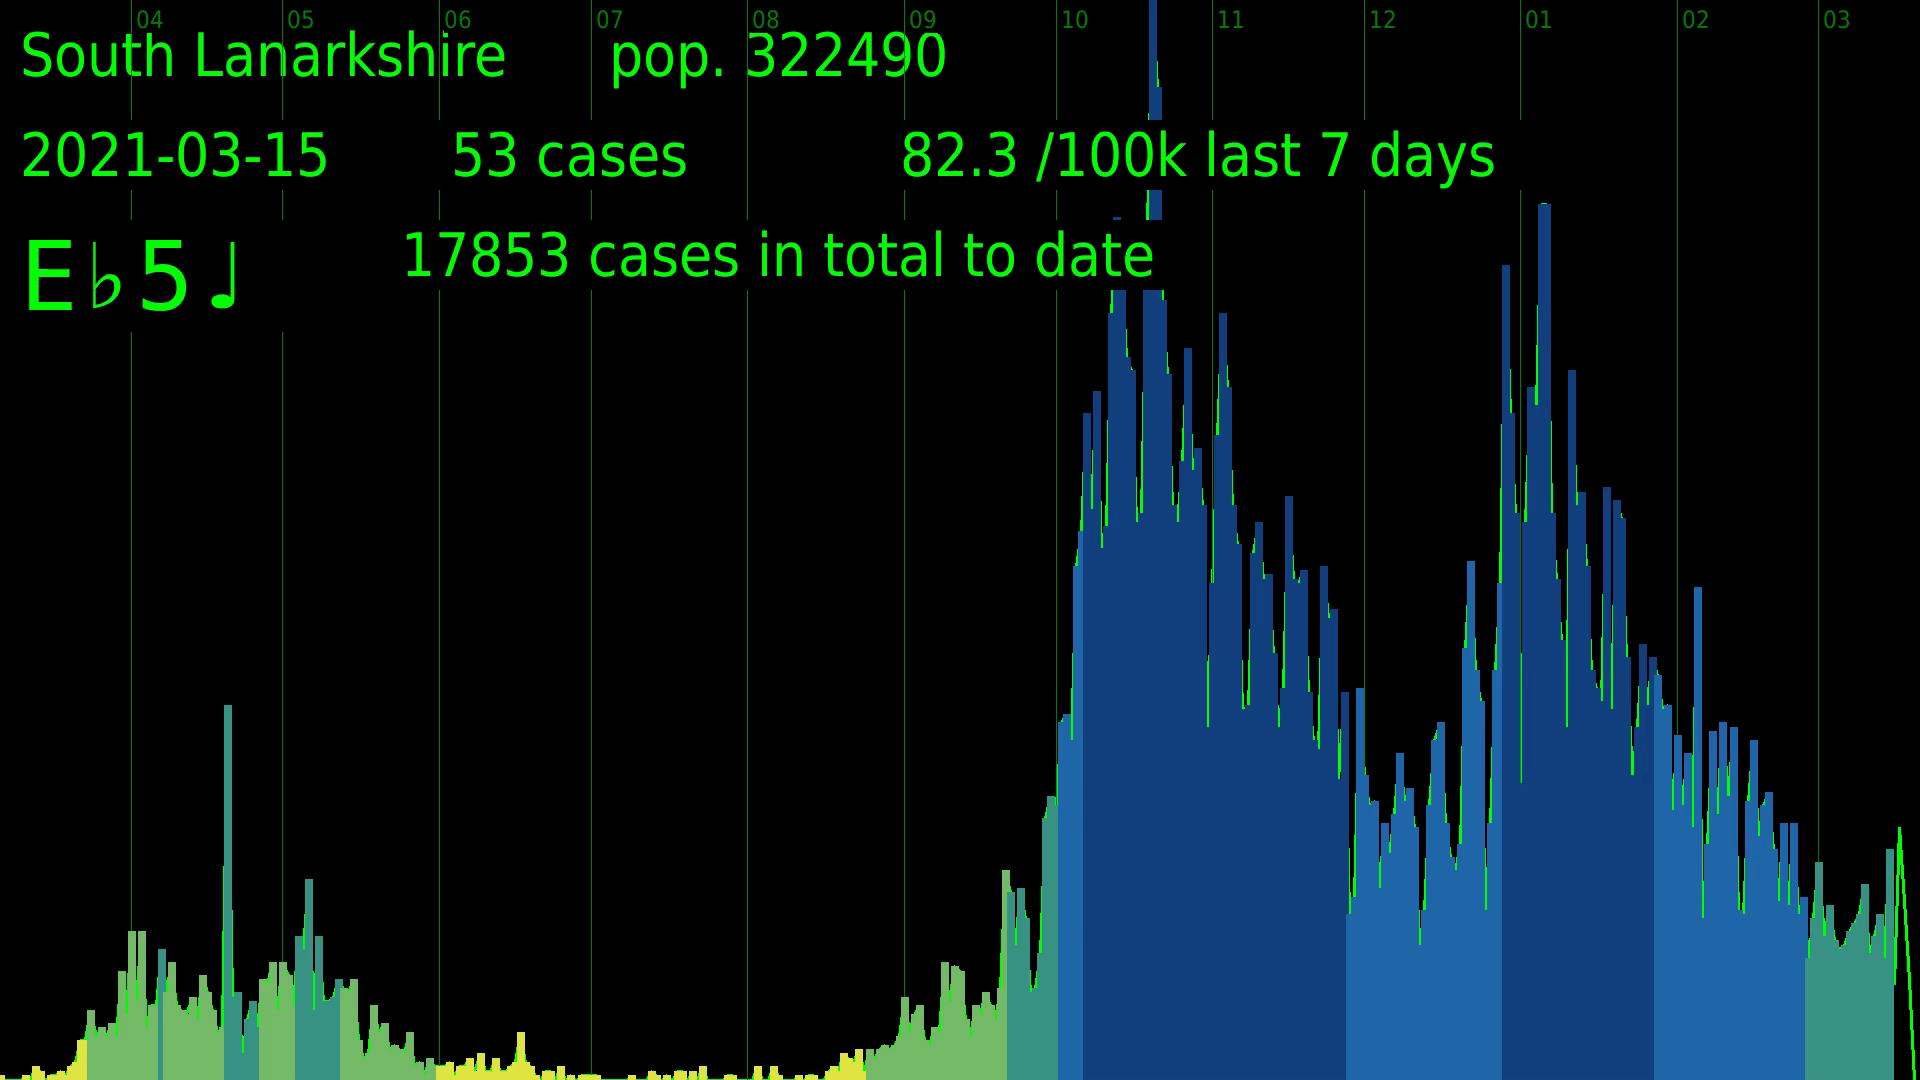 04 05 06 07 08 09 10 11 12 01 02 03
South Lanarkshire pop. 322490
2021-03-15 53 cases 82.3 /100k last 7 days
E♭5♩ 17853 cases in total to date